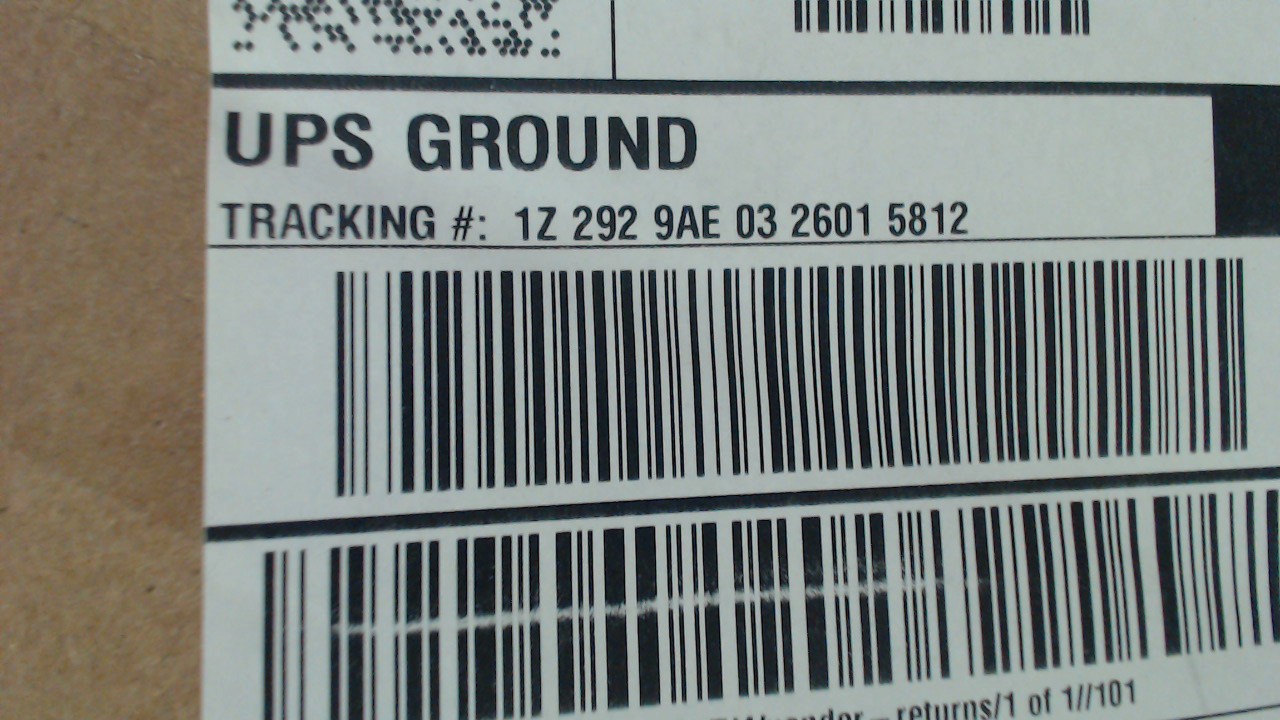 UPS GROUND
TRACKING #: 1Z 292 9AE 03 2601 5812
returns/1 of 1//101